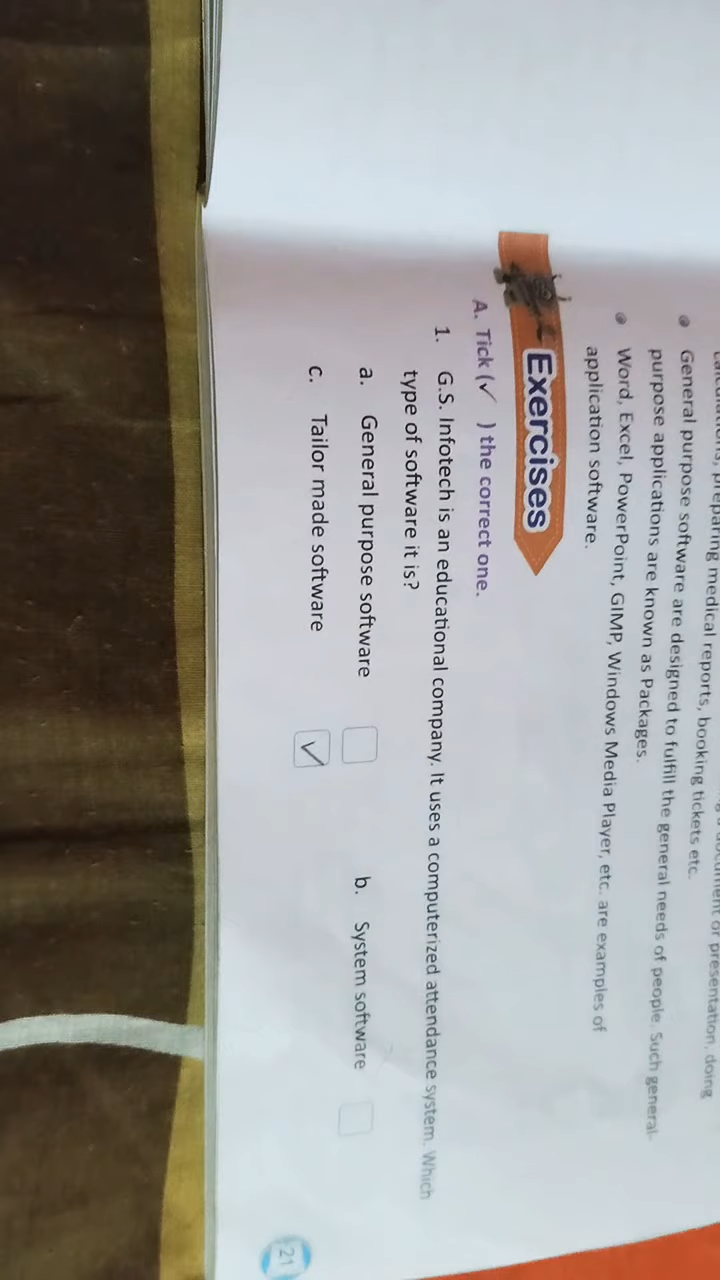 preparing medical reports, booking tickets etc.
document or presentation, doing
General purpose software are designed to fulfill the general needs of people. Such general-
purpose applications are known as Packages.
Word, Excel, PowerPoint, GIMP, Windows Media Player, etc. are examples of
application software.
Exercises
A. Tick (✓ ) the correct one.
1. G.S. Infotech is an educational company. It uses a computerized attendance system. Which
type of software it is?
a. General purpose software b. System software
c. Tailor made software ✓
21